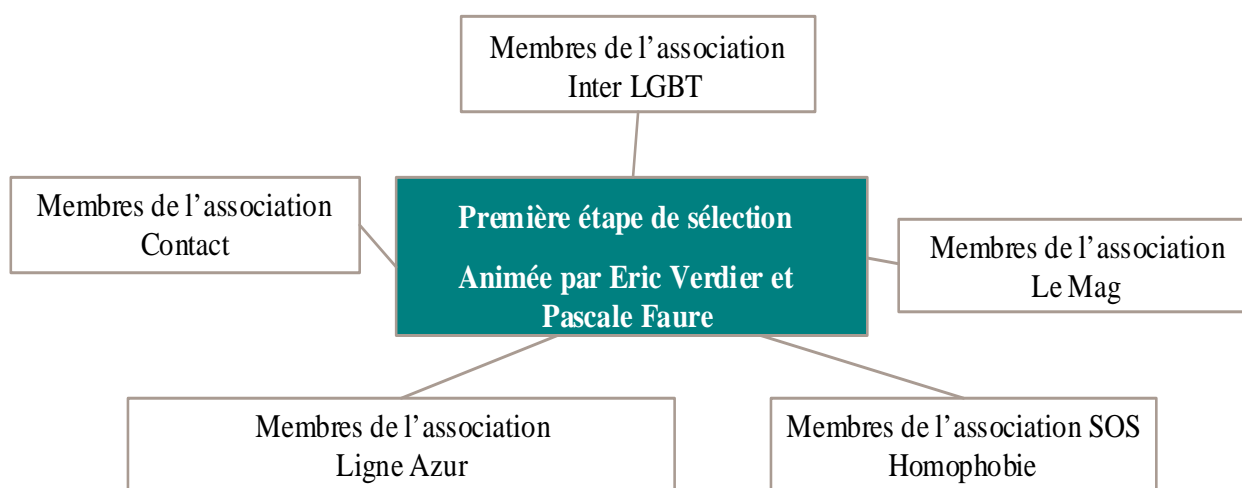 Membres de l’association
Inter LGBT
Membres de l’association
Contact
Première étape de sélection
Animée par Eric Verdier et
Pascale Faure
Membres de l’association
Le Mag
Membres de l’association
Ligne Azur
Membres de l’association SOS
Homophobie